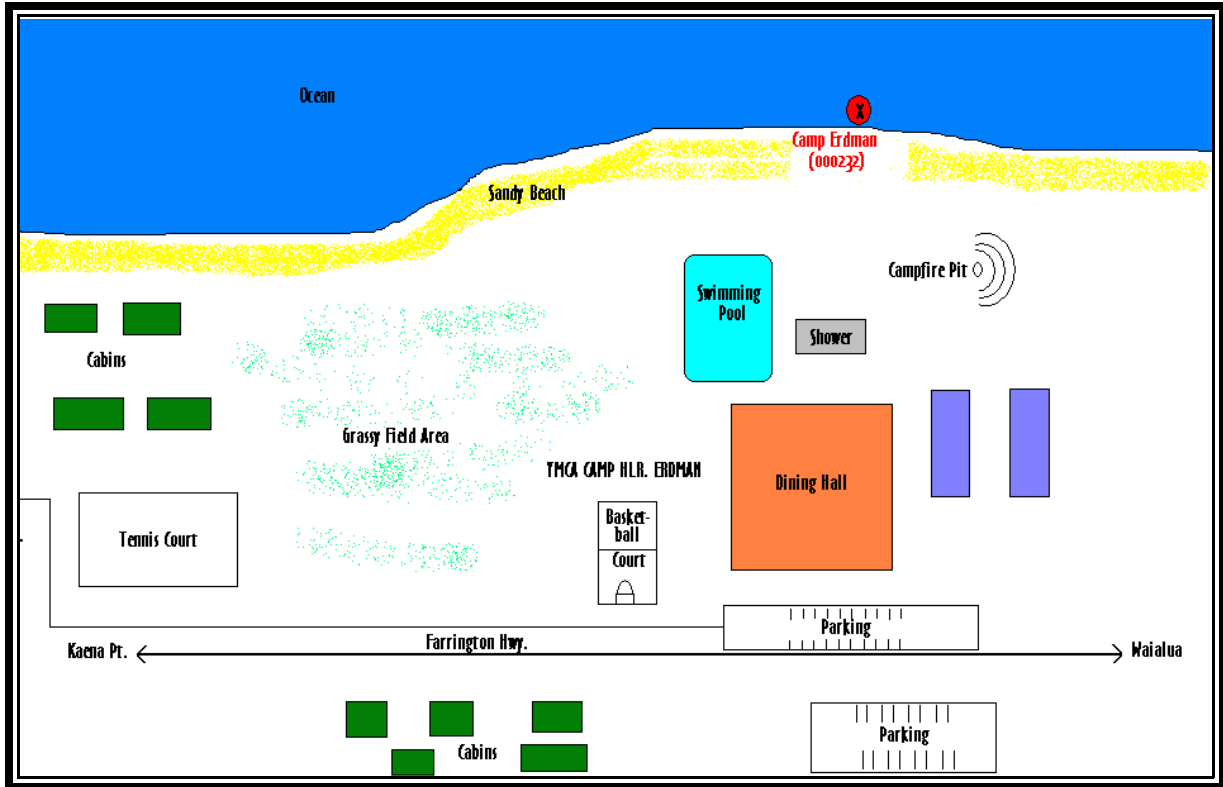 Ocean
X
Camp Erdman
(000232)
Sandy Beach
Campfire Pit
Swimming
Pool
Shower
Cabins
Grassy Field Area
YMCA CAMP HLR. ERDMAN
Dining Hall
Basket-
ball
Court
Tennis Court
Parking
Farrington Hwy.
Kaena Pt.
Waialua
Cabins
Parking